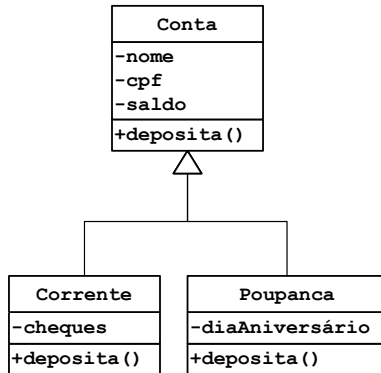 Conta
-nome
-cpf
-saldo
+deposita()
Corrente
-cheques
+deposita()
Poupanca
-diaAniversário
+deposita()